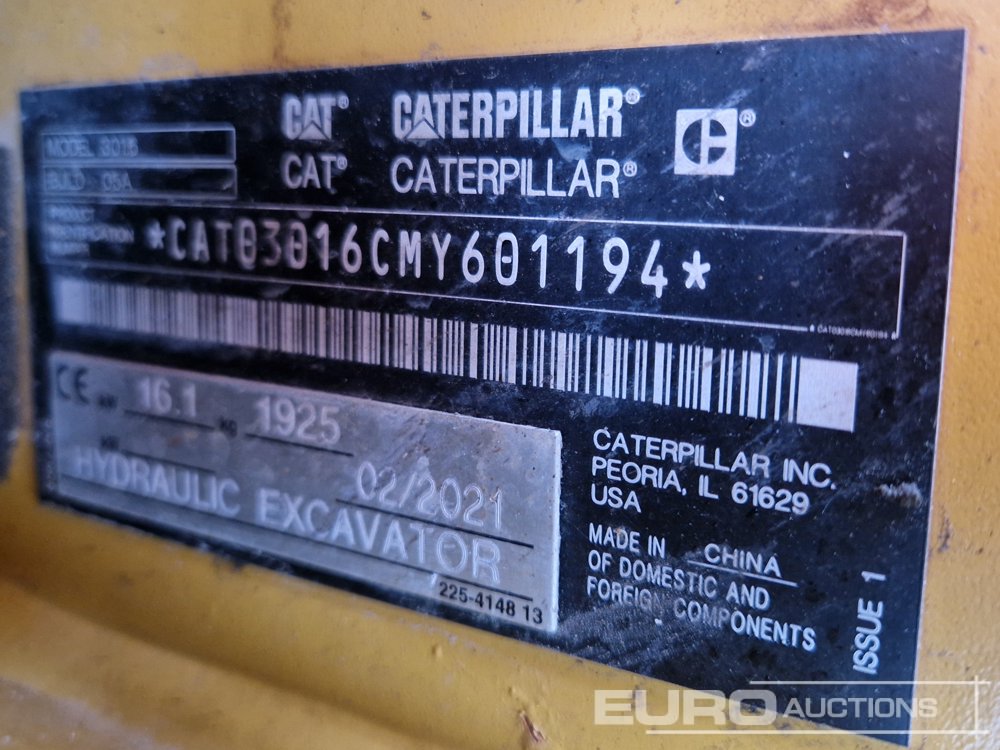 CAT® CATERPILLAR®
CAT® CATERPILLAR®
MODEL 3016
BUILD 05A
PRODUCT
IDENTIFICATION
NUMBER
*CAT03016CMY601194*
CE kW 16.1 kg 1925
02/2021
HYDRAULIC EXCAVATOR
225-4148 13
CATERPILLAR INC.
PEORIA, IL 61629
USA
MADE IN CHINA
OF DOMESTIC AND
FOREIGN COMPONENTS
ISSUE 1
EURO AUCTIONS